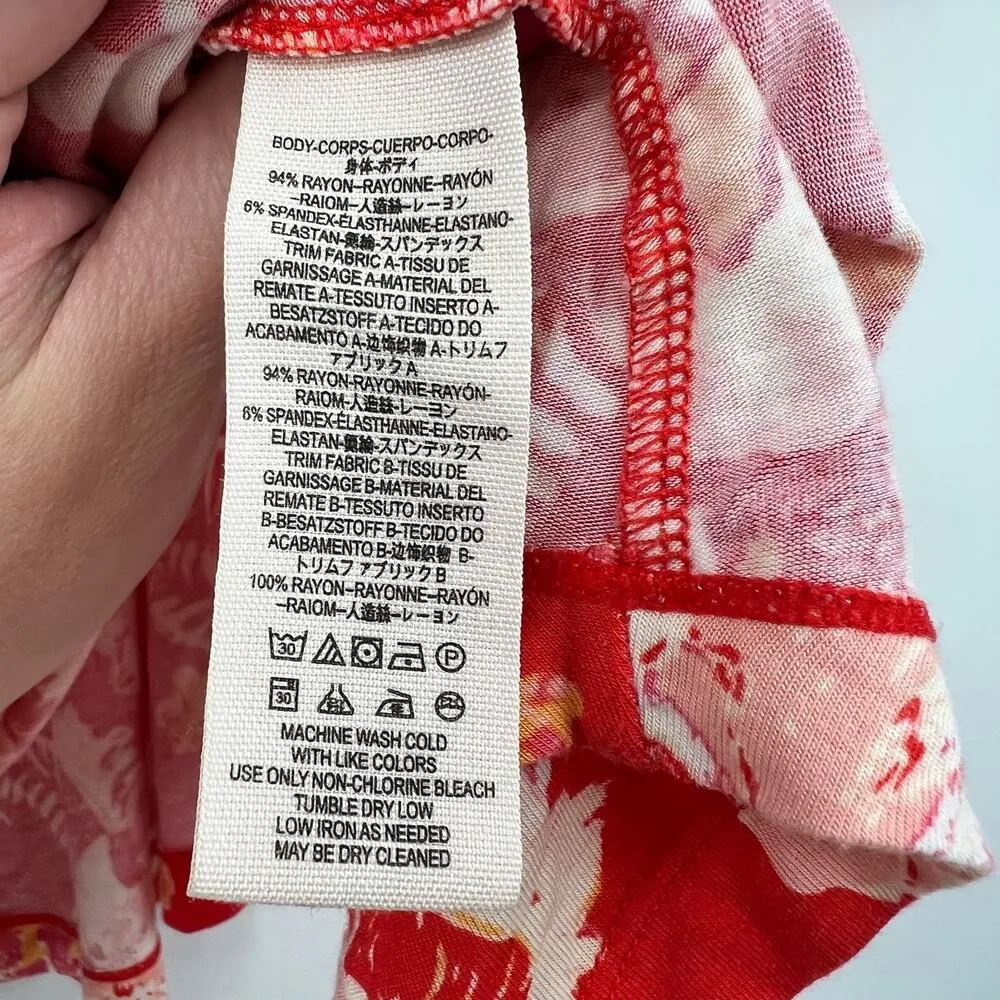 BODY-CORPS-CUERPO-CORPO-
身体-ボディ
94% RAYON-RAYONNE-RAYÓN
-RAIOM-人造絲-レーヨン
6% SPANDEX-ÉLASTHANNE-ELASTANO-
ELASTAN-氨綸-スパンデックス
TRIM FABRIC A-TISSU DE
GARNISSAGE A-MATERIAL DEL
REMATE A-TESSUTO INSERTO A-
BESATZSTOFF A-TECIDO DO
ACABAMENTO A-边饰织物 A-トリムフ
ァブリック A
94% RAYON-RAYONNE-RAYÓN-
RAIOM-人造絲-レーヨン
6% SPANDEX-ÉLASTHANNE-ELASTANO-
ELASTAN-氨綸-スパンデックス
TRIM FABRIC B-TISSU DE
GARNISSAGE B-MATERIAL DEL
REMATE B-TESSUTO INSERTO
B-BESATZSTOFF B-TECIDO DO
ACABAMENTO B-边饰织物 B-
トリムファブリック B
100% RAYON-RAYONNE-RAYÓN
-RAIOM-人造絲-レーヨン
30 P
30
MACHINE WASH COLD
WITH LIKE COLORS
USE ONLY NON-CHLORINE BLEACH
TUMBLE DRY LOW
LOW IRON AS NEEDED
MAY BE DRY CLEANED